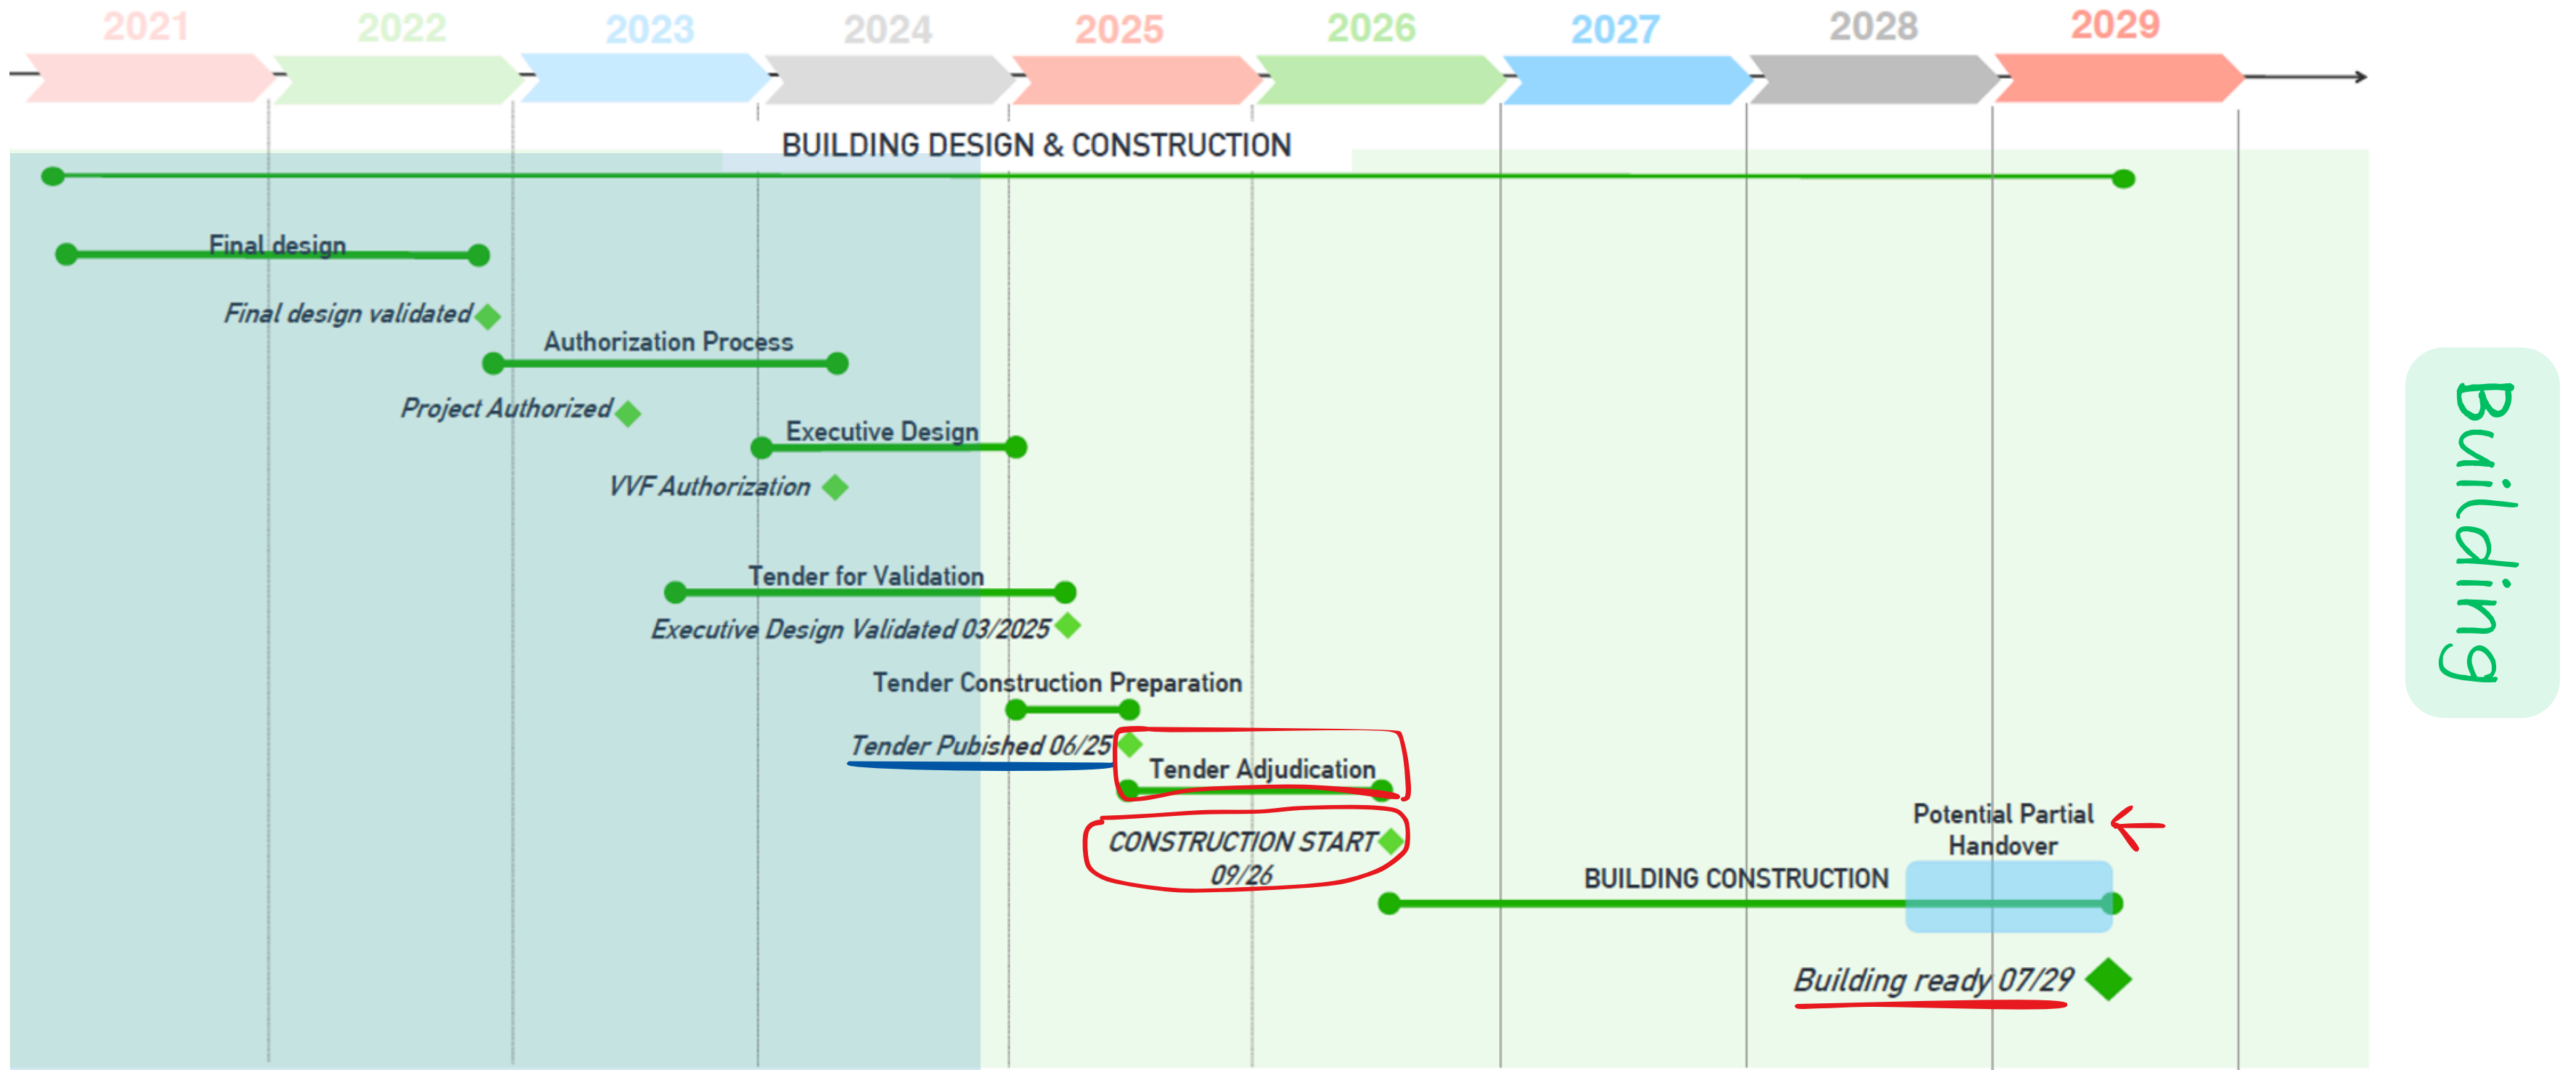 2021 2022 2023 2024 2025 2026 2027 2028 2029
BUILDING DESIGN & CONSTRUCTION
Final design
Final design validated
Authorization Process
Project Authorized
Executive Design
VVF Authorization
Tender for Validation
Executive Design Validated 03/2025
Tender Construction Preparation
Tender Pubished 06/25
Tender Adjudication
CONSTRUCTION START
09/26
Potential Partial
Handover
BUILDING CONSTRUCTION
Building ready 07/29
Building